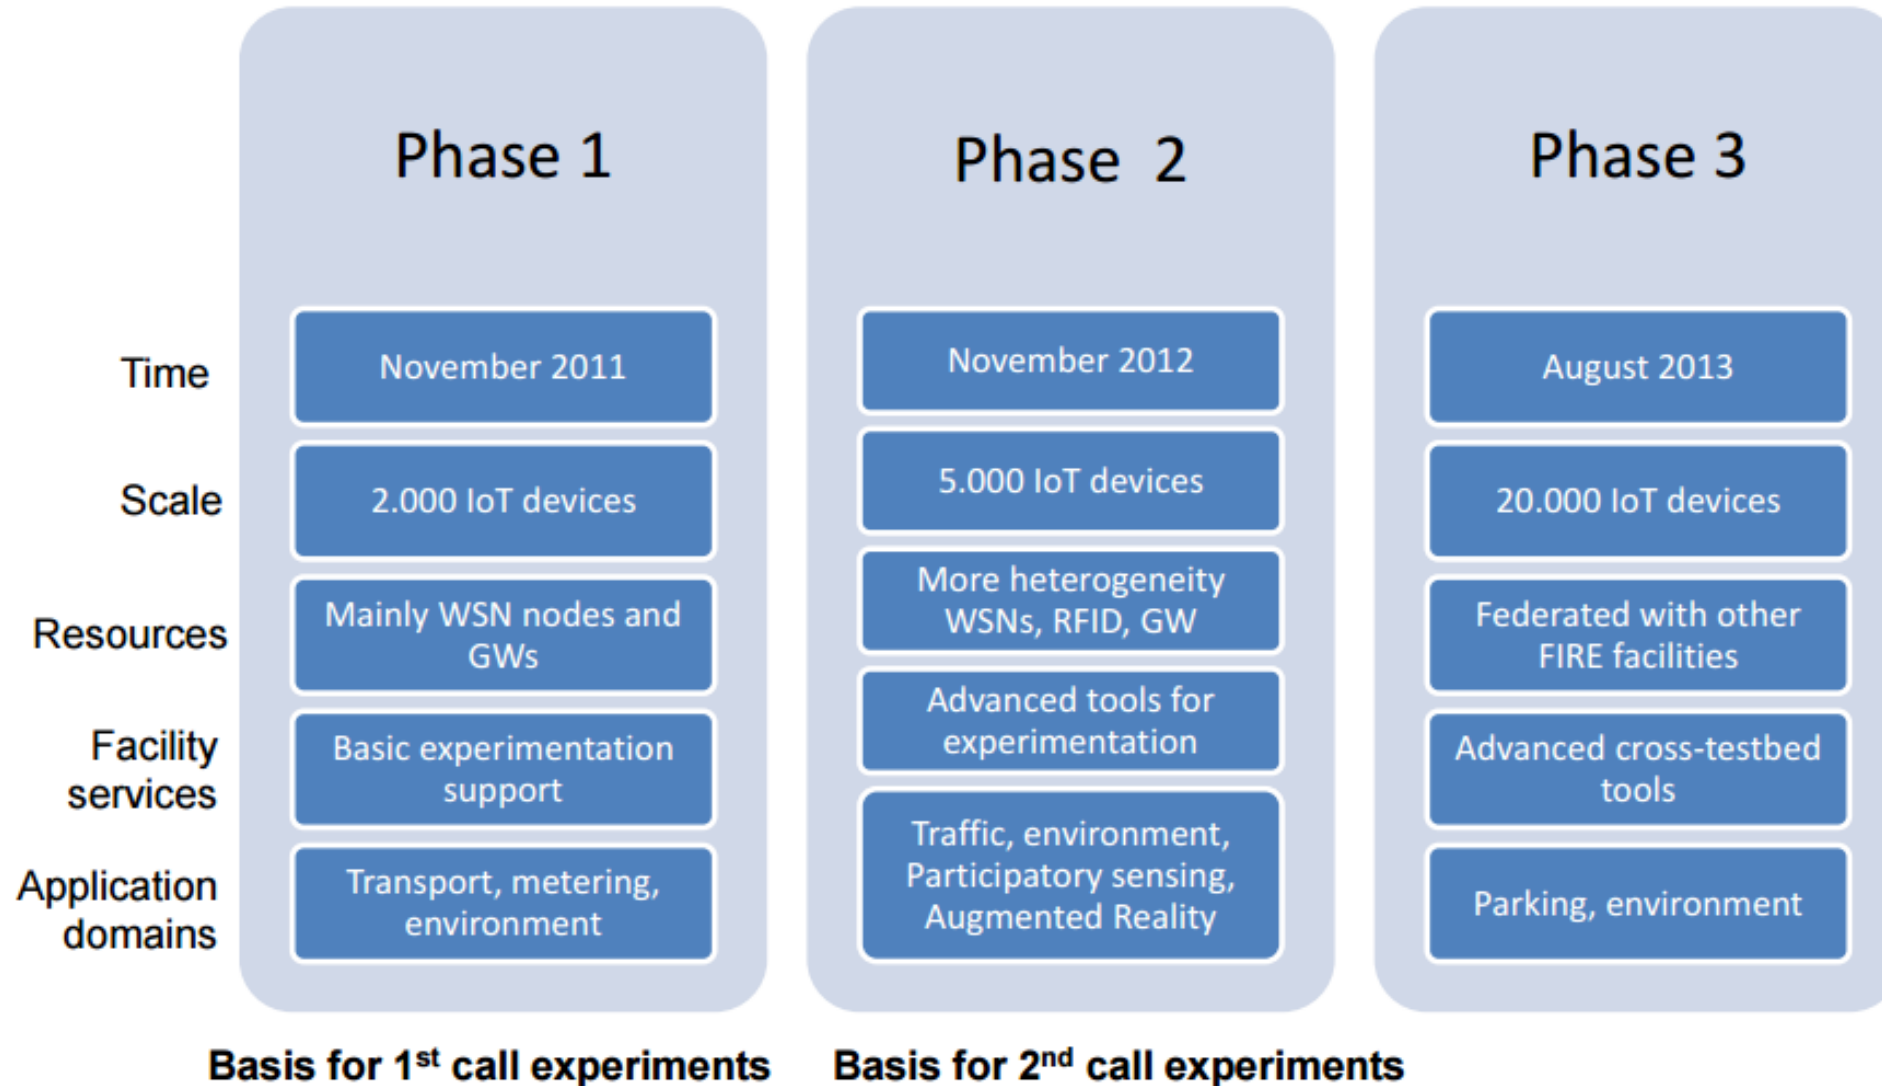 Phase 1
Phase 2
Phase 3
Time
November 2011
November 2012
August 2013
Scale
2.000 IoT devices
5.000 IoT devices
20.000 IoT devices
Resources
Mainly WSN nodes and
GWs
More heterogeneity
WSNs, RFID, GW
Federated with other
FIRE facilities
Facility
services
Basic experimentation
support
Advanced tools for
experimentation
Advanced cross-testbed
tools
Application
domains
Transport, metering,
environment
Traffic, environment,
Participatory sensing,
Augmented Reality
Parking, environment
Basis for 1st call experiments
Basis for 2nd call experiments